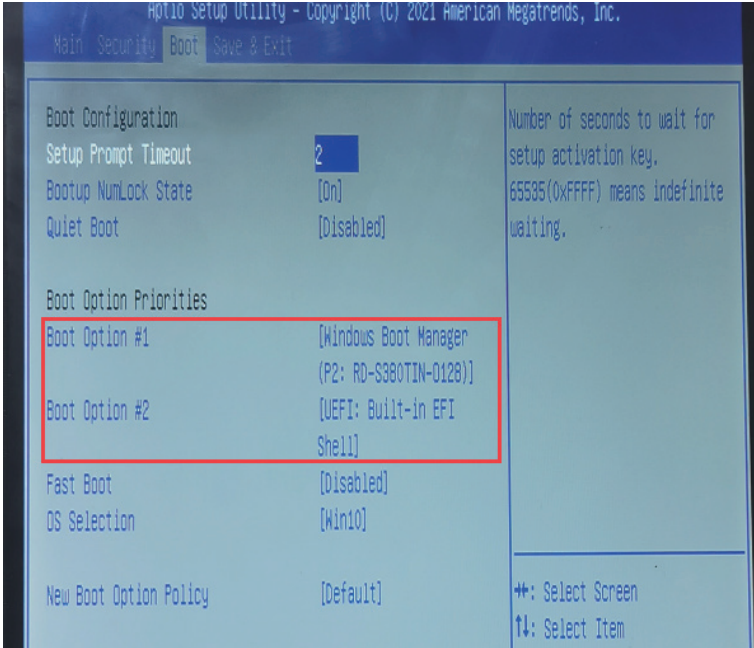 Aptio Setup Utility - Copyright (C) 2021 American Megatrends, Inc.
Main Security Boot Save & Exit
Boot Configuration
Setup Prompt Timeout 2
Bootup NumLock State [On]
Quiet Boot [Disabled]
Boot Option Priorities
Boot Option #1 [Windows Boot Manager
(P2: RD-S380TIN-0128)]
Boot Option #2 [UEFI: Built-in EFI
Shell]
Fast Boot [Disabled]
OS Selection [Win10]
New Boot Option Policy [Default]
Number of seconds to wait for
setup activation key.
65535(0xFFFF) means indefinite
waiting.
→←: Select Screen
↑↓: Select Item